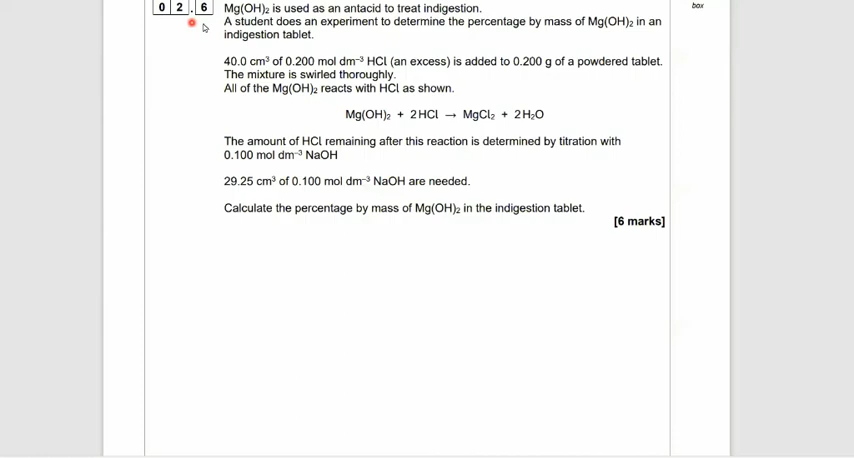 0 2 . 6 Mg(OH)₂ is used as an antacid to treat indigestion.
box
A student does an experiment to determine the percentage by mass of Mg(OH)₂ in an
indigestion tablet.
40.0 cm³ of 0.200 mol dm⁻³ HCl (an excess) is added to 0.200 g of a powdered tablet.
The mixture is swirled thoroughly.
All of the Mg(OH)₂ reacts with HCl as shown.
Mg(OH)₂ + 2 HCl → MgCl₂ + 2 H₂O
The amount of HCl remaining after this reaction is determined by titration with
0.100 mol dm⁻³ NaOH
29.25 cm³ of 0.100 mol dm⁻³ NaOH are needed.
Calculate the percentage by mass of Mg(OH)₂ in the indigestion tablet.
[6 marks]